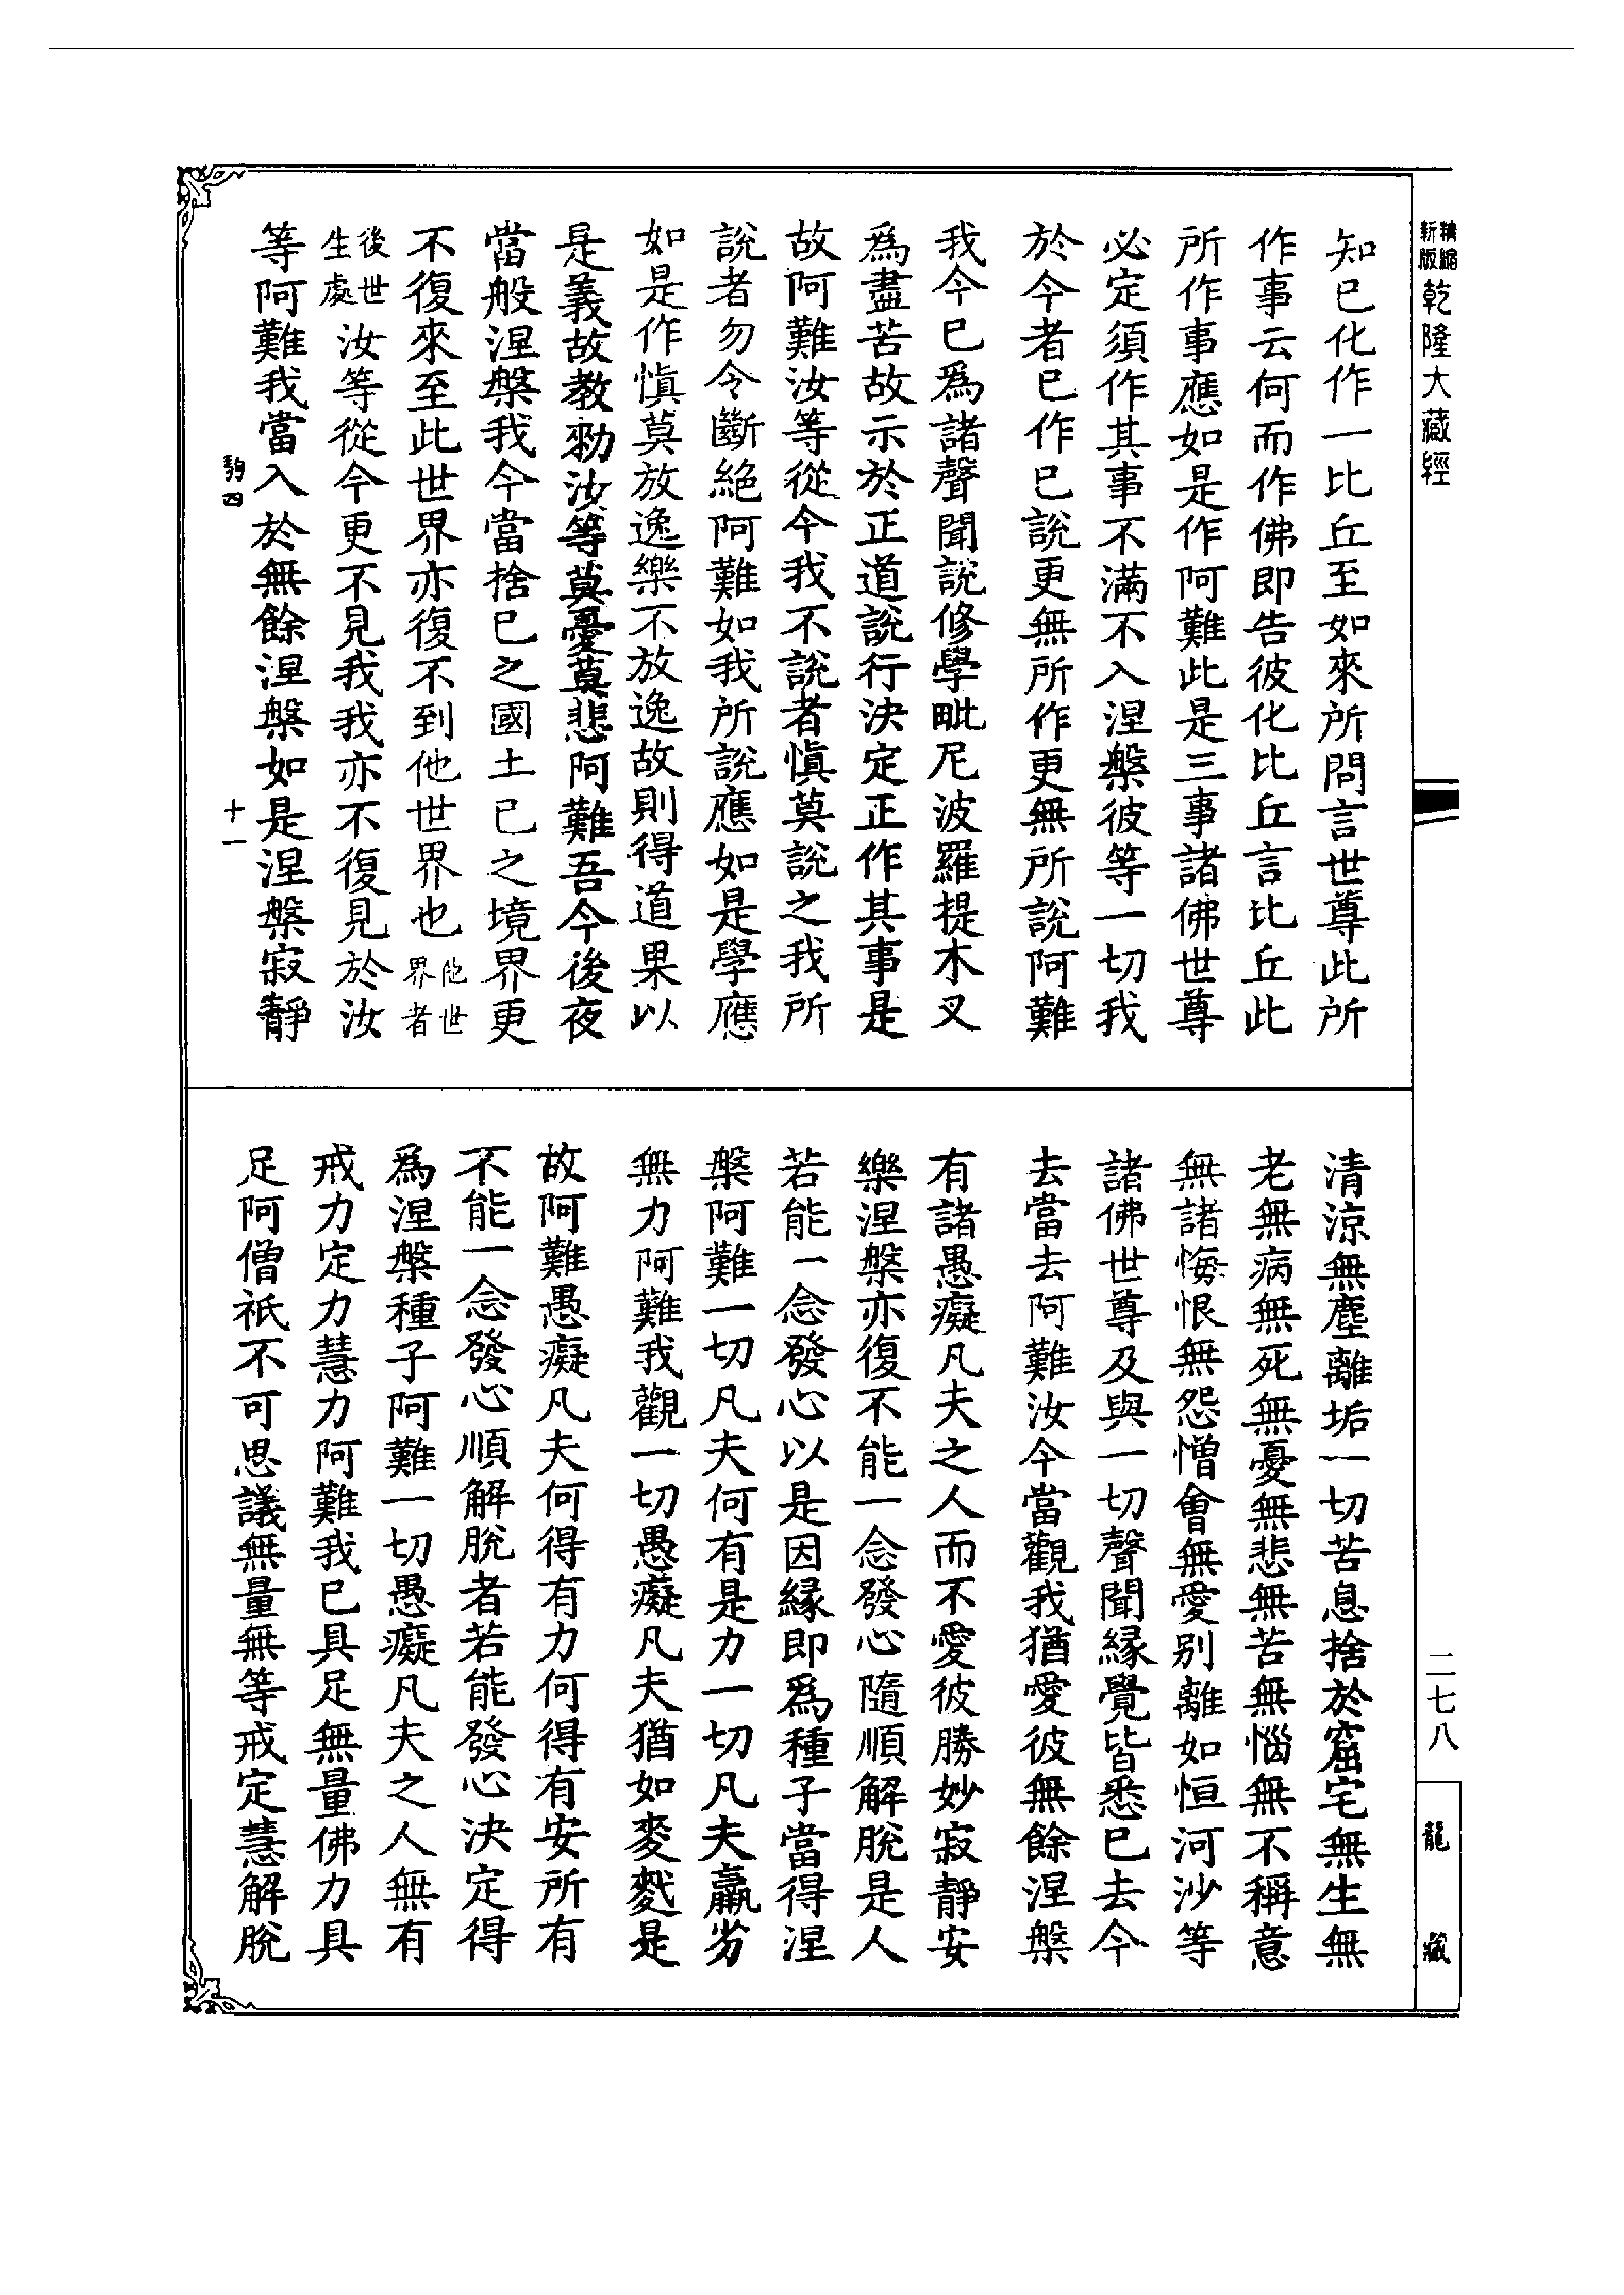 精縮新版乾隆大藏經
知已化作一比丘至如來所問言世尊此所
作事云何而作佛即告彼化比丘言比丘此
所作事應如是作阿難此是三事諸佛世尊
必定須作其事不滿不入涅槃彼等一切我
於今者已作已說更無所作更無所說阿難
我今已為諸聲聞說修學毗尼波羅提木叉
為盡苦故示於正道說行決定正作其事是
故阿難汝等從今我不說者慎莫說之我所
說者勿令斷絕阿難如我所說應如是學應
如是作慎莫放逸樂不放逸故則得道果以
是義故教勑汝等莫憂莫悲阿難吾今後夜
當般涅槃我今當捨已之國土已之境界更
不復來至此世界亦復不到他世界也他世界者
後世生處汝等從今更不見我我亦不復見於汝
等阿難我當入於無餘涅槃如是涅槃寂靜
駒四 十一
清涼無塵離垢一切苦息捨於窟宅無生無
老無病無死無憂無悲無苦無惱無不稱意
無諸悔恨無怨憎會無愛別離如恒河沙等
諸佛世尊及與一切聲聞緣覺皆悉已去今
去當去阿難汝今當觀我猶愛彼無餘涅槃
有諸愚癡凡夫之人而不愛彼勝妙寂靜安
樂涅槃亦復不能一念發心隨順解脫是人
若能一念發心以是因緣即為種子當得涅
槃阿難一切凡夫何有是力一切凡夫羸劣
無力阿難我觀一切愚癡凡夫猶如麥𪍿是
故阿難愚癡凡夫何得有力何得有安所有
不能一念發心順解脫者若能發心決定得
為涅槃種子阿難一切愚癡凡夫之人無有
戒力定力慧力阿難我已具足無量佛力具
足阿僧祇不可思議無量無等戒定慧解脫
二七八
龍藏